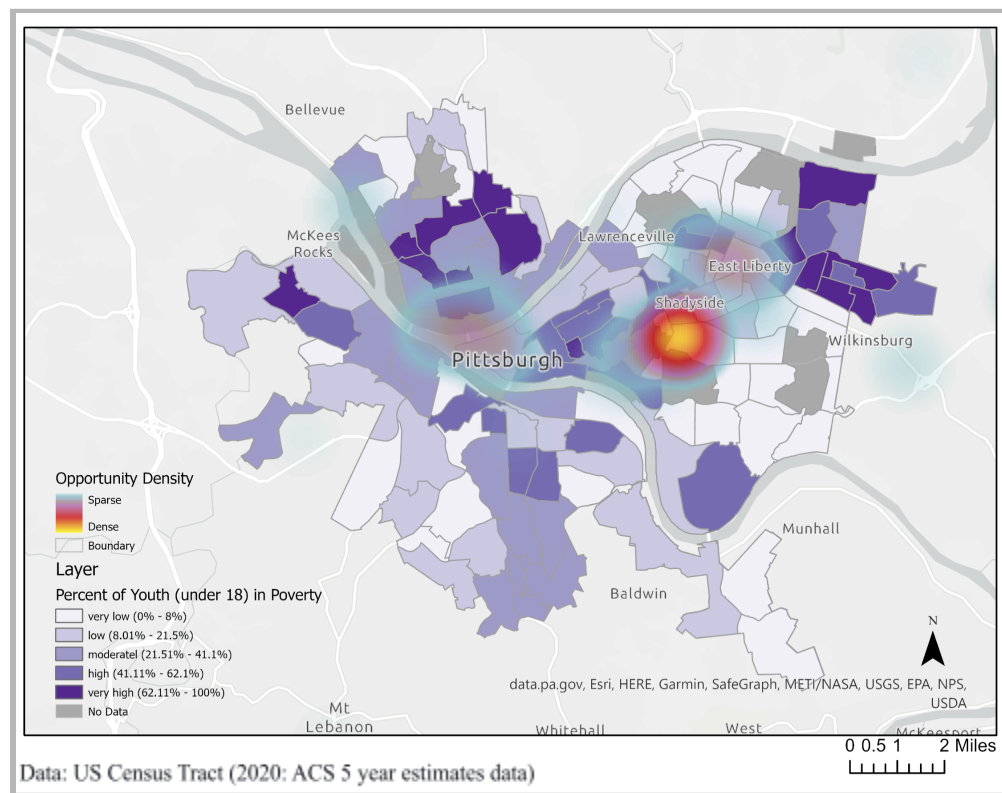 Bellevue
McKees
Rocks
Lawrenceville
East Liberty
Shadyside
Wilkinsburg
Pittsburgh
Opportunity Density
Sparse
Dense
Boundary
Layer
Percent of Youth (under 18) in Poverty
very low (0% - 8%)
low (8.01% - 21.5%)
moderatel (21.51% - 41.1%)
high (41.11% - 62.1%)
very high (62.11% - 100%)
No Data
Munhall
Baldwin
N
data.pa.gov, Esri, HERE, Garmin, SafeGraph, METI/NASA, USGS, EPA, NPS,
USDA
Mt
Lebanon
Whitehall
West
McKeesport
0 0.5 1 2 Miles
Data: US Census Tract (2020: ACS 5 year estimates data)